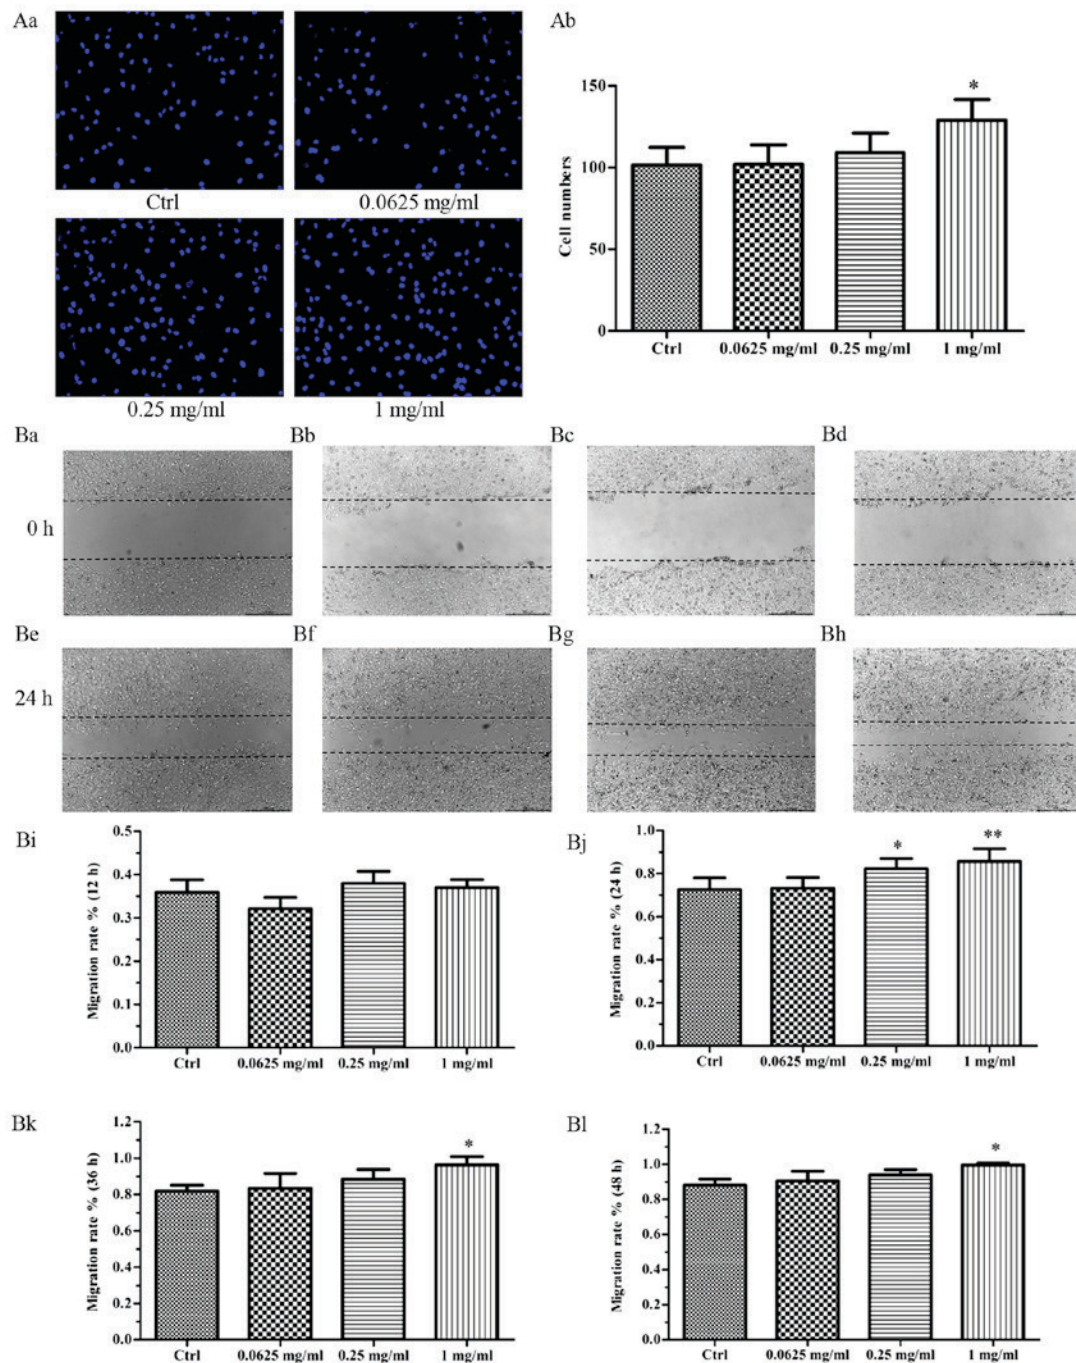 Aa
Ab
Ctrl
0.0625 mg/ml
0.25 mg/ml
1 mg/ml
Cell numbers
150
100
50
0
*
Ctrl
0.0625 mg/ml
0.25 mg/ml
1 mg/ml
Ba
Bb
Bc
Bd
0 h
Be
Bf
Bg
Bh
24 h
Bi
Migration rate % (12 h)
0.5
0.4
0.3
0.2
0.1
0.0
Ctrl
0.0625 mg/ml
0.25 mg/ml
1 mg/ml
Bj
Migration rate % (24 h)
1.0
0.8
0.6
0.4
0.2
0.0
*
**
Ctrl
0.0625 mg/ml
0.25 mg/ml
1 mg/ml
Bk
Migration rate % (36 h)
1.2
1.0
0.8
0.6
0.4
0.2
0.0
*
Ctrl
0.0625 mg/ml
0.25 mg/ml
1 mg/ml
Bl
Migration rate % (48 h)
1.2
1.0
0.8
0.6
0.4
0.2
0.0
*
Ctrl
0.0625 mg/ml
0.25 mg/ml
1 mg/ml